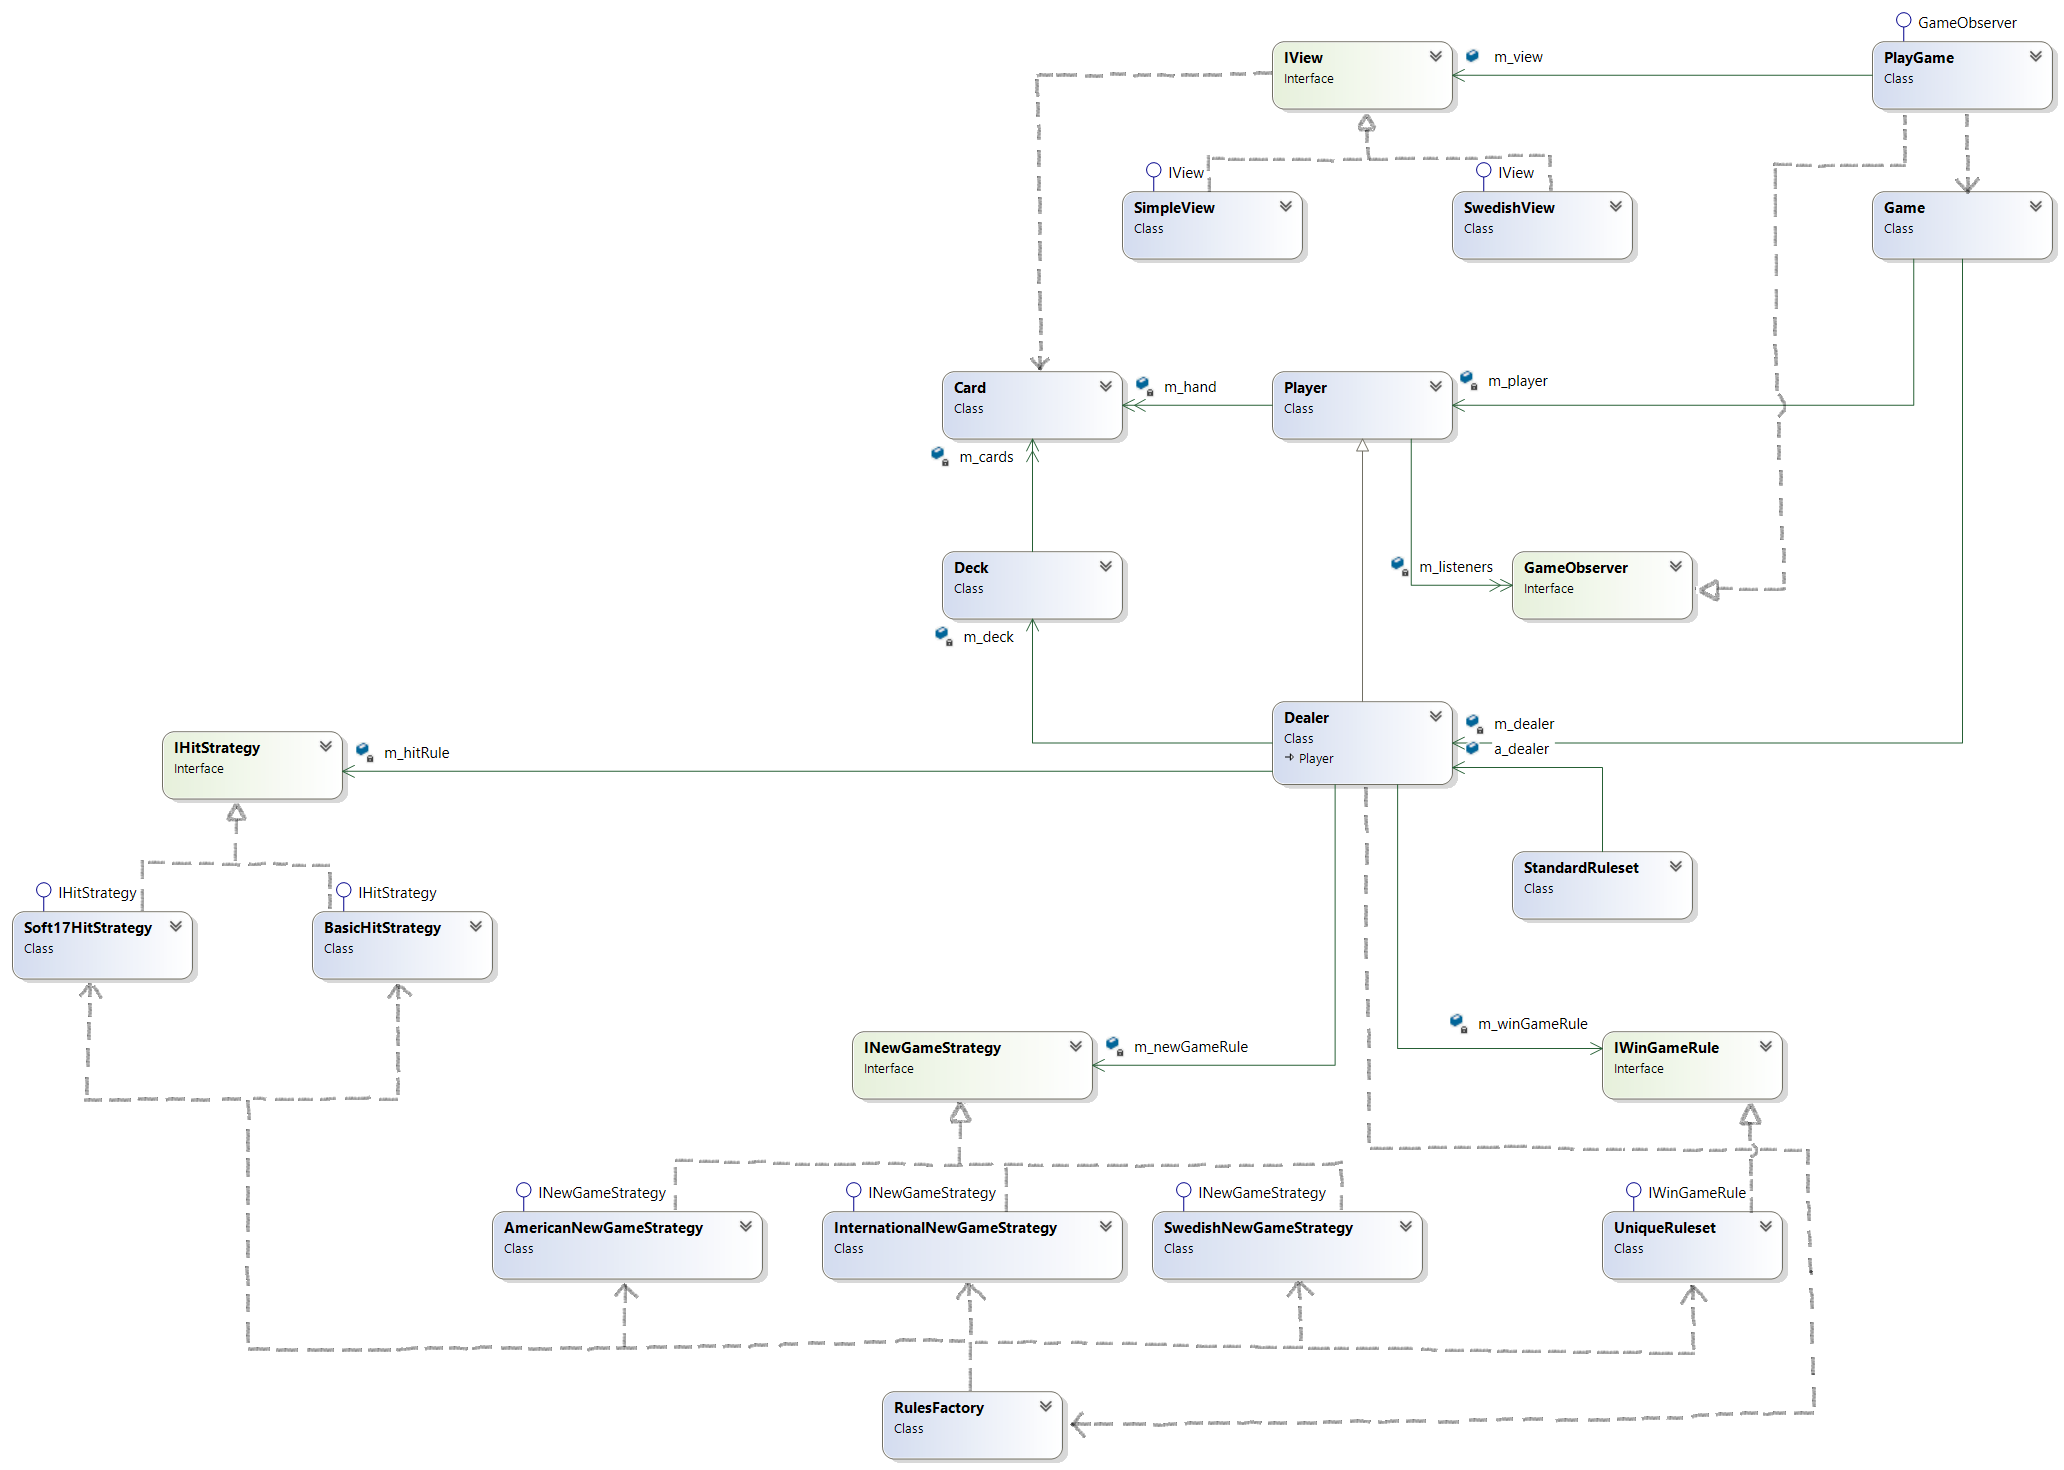 GameObserver
IView
Interface
m_view
PlayGame
Class
IView
SimpleView
Class
IView
SwedishView
Class
Game
Class
Card
Class
m_hand
Player
Class
m_player
m_cards
Deck
Class
m_listeners
GameObserver
Interface
m_deck
Dealer
Class
Player
m_dealer
a_dealer
IHitStrategy
Interface
m_hitRule
StandardRuleset
Class
IHitStrategy
Soft17HitStrategy
Class
IHitStrategy
BasicHitStrategy
Class
INewGameStrategy
Interface
m_newGameRule
m_winGameRule
IWinGameRule
Interface
INewGameStrategy
AmericanNewGameStrategy
Class
INewGameStrategy
InternationalNewGameStrategy
Class
INewGameStrategy
SwedishNewGameStrategy
Class
IWinGameRule
UniqueRuleset
Class
RulesFactory
Class